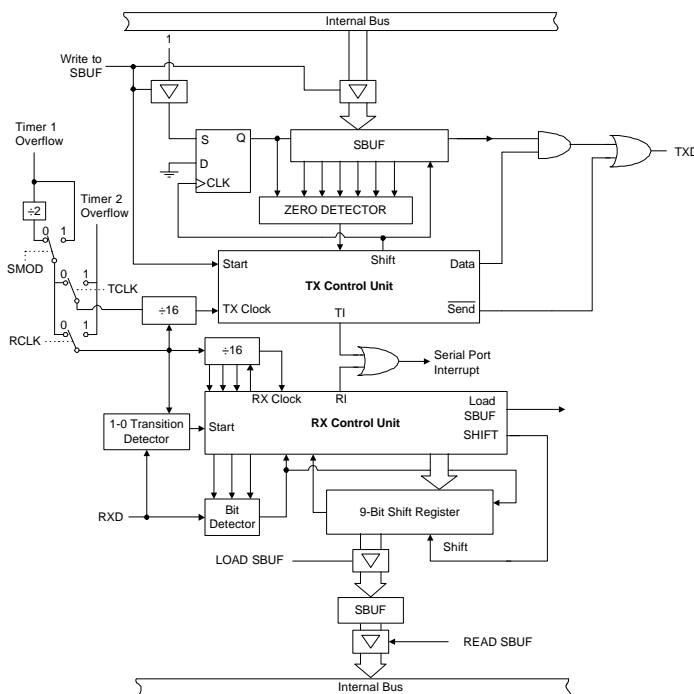 Internal Bus
1
Write to
SBUF
S
Q
D
CLK
SBUF
TXD
Timer 1
Overflow
Timer 2
Overflow
÷2
0
1
SMOD
ZERO DETECTOR
Start
Shift
Data
TX Control Unit
TX Clock
TI
Send
0
1
TCLK
÷16
0
1
RCLK
÷16
Serial Port
Interrupt
RX Clock
RI
Load
SBUF
1-0 Transition
Detector
Start
RX Control Unit
SHIFT
RXD
Bit
Detector
9-Bit Shift Register
Shift
LOAD SBUF
SBUF
READ SBUF
Internal Bus